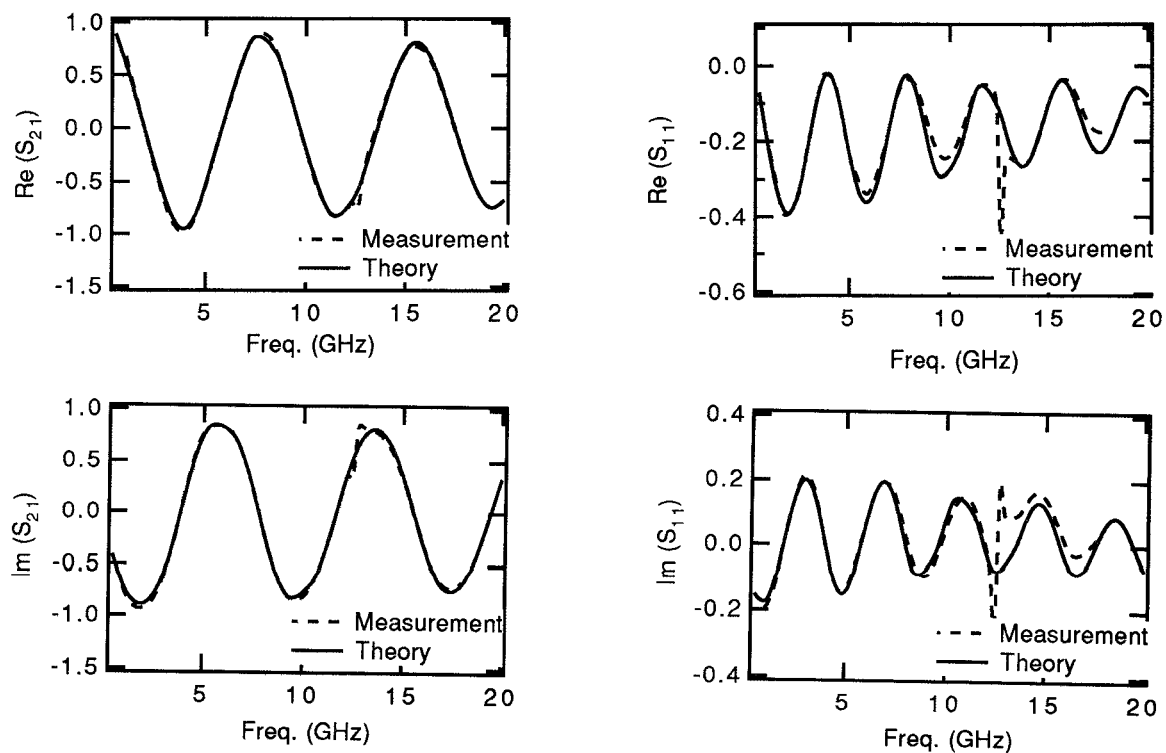 1.0
0.5
0.0
-0.5
-1.0
-1.5
Re (S21)
Measurement
Theory
5 10 15 20
Freq. (GHz)
0.0
-0.2
-0.4
-0.6
Re (S11)
Measurement
Theory
5 10 15 20
Freq. (GHz)
1.0
0.5
0.0
-0.5
-1.0
-1.5
Im (S21)
Measurement
Theory
5 10 15 20
Freq. (GHz)
0.4
0.2
0.0
-0.2
-0.4
Im (S11)
Measurement
Theory
5 10 15 20
Freq. (GHz)